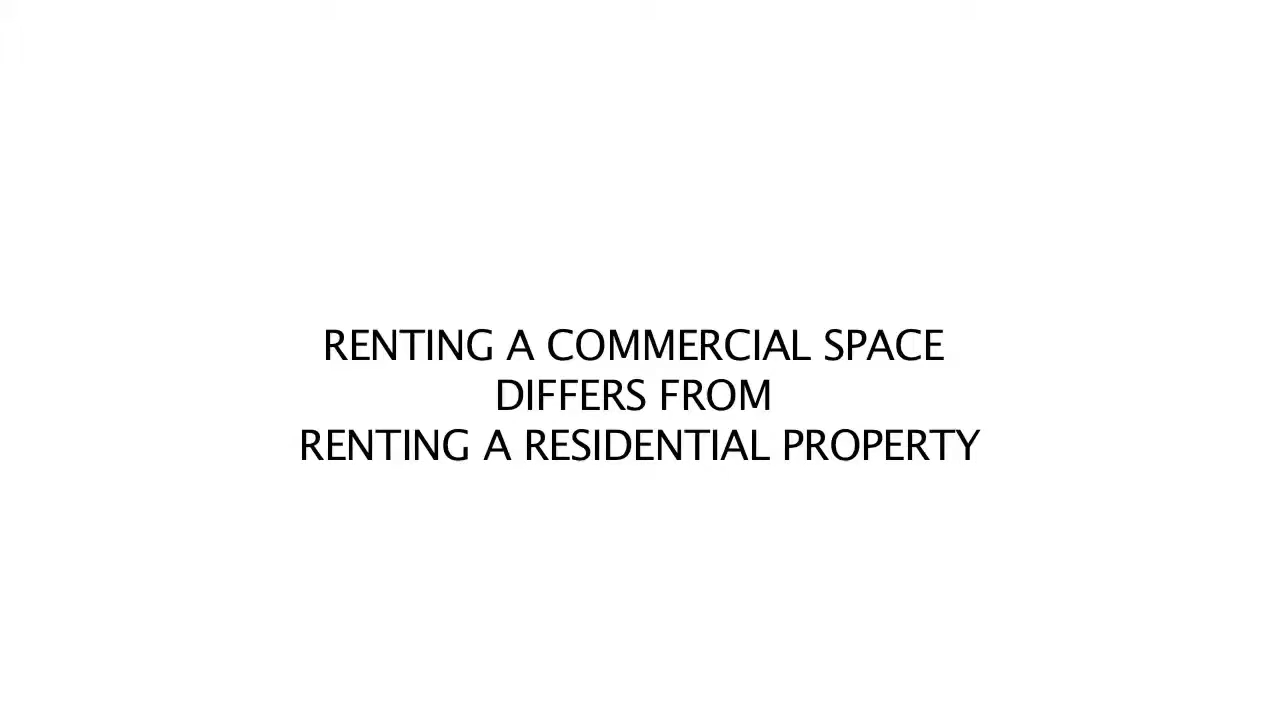 RENTING A COMMERCIAL SPACE
DIFFERS FROM
RENTING A RESIDENTIAL PROPERTY